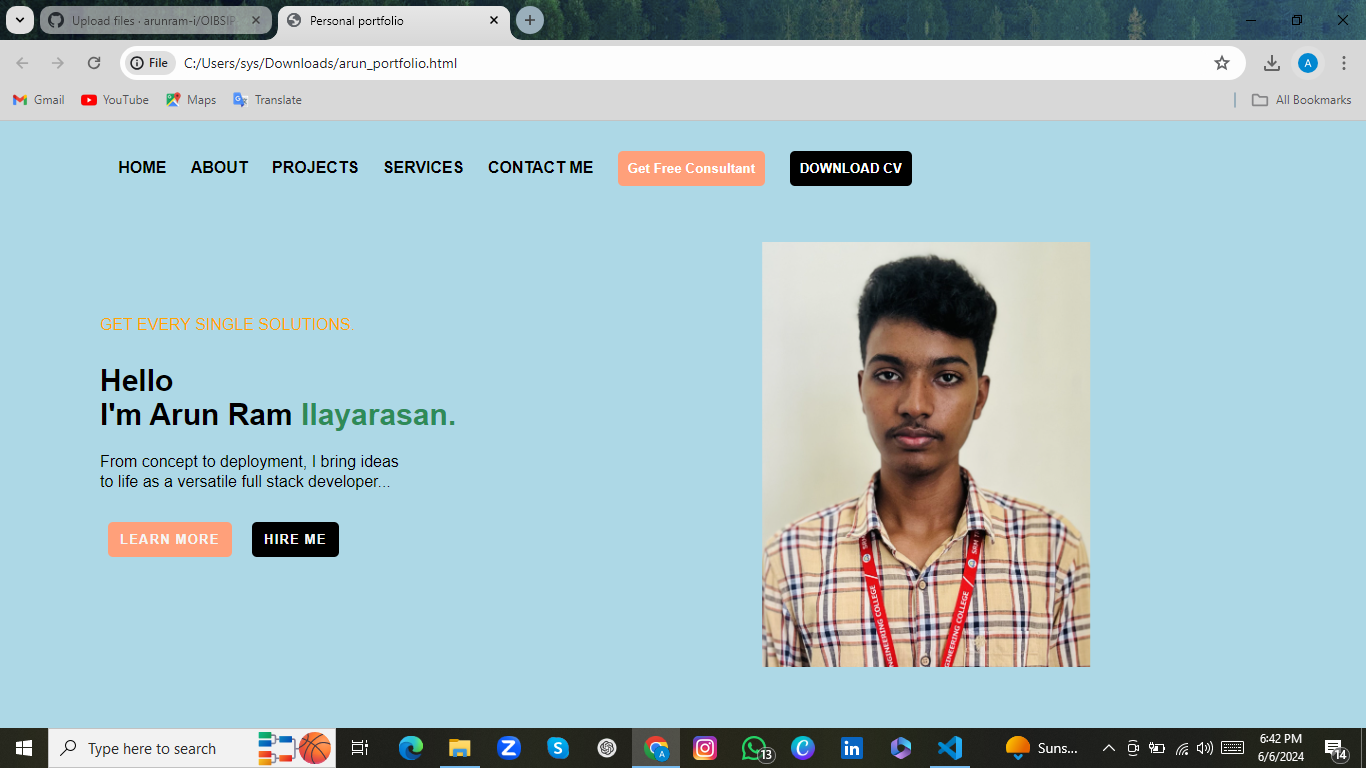 Upload files · arunram-i/OIBSIP
Personal portfolio
File
C:/Users/sys/Downloads/arun_portfolio.html
A
Gmail
YouTube
Maps
Translate
All Bookmarks
HOME
ABOUT
PROJECTS
SERVICES
CONTACT ME
Get Free Consultant
DOWNLOAD CV
GET EVERY SINGLE SOLUTIONS.
Hello
I'm Arun Ram Ilayarasan.
From concept to deployment, I bring ideas
to life as a versatile full stack developer...
LEARN MORE
HIRE ME
ENGINEERING COLLEGE
GINEERING COLLEGE
Type here to search
13
Suns...
6:42 PM
6/6/2024
14